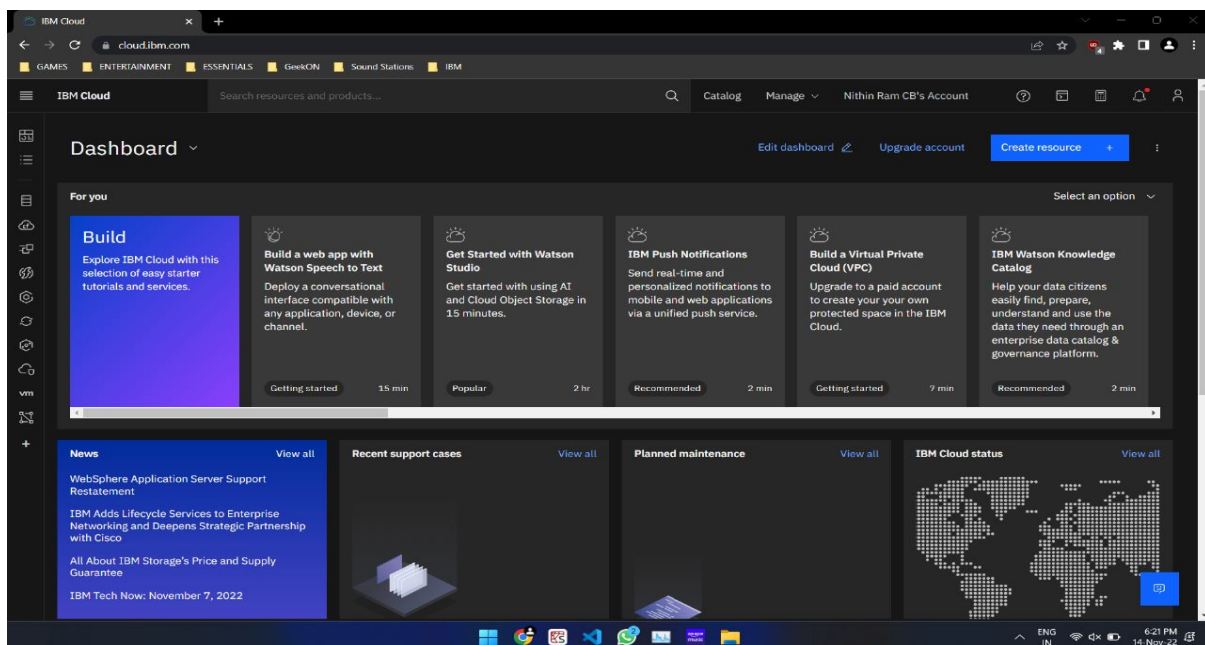 IBM Cloud
cloud.ibm.com
GAMES ENTERTAINMENT ESSENTIALS GeekON Sound Stations IBM
IBM Cloud Search resources and products... Catalog Manage Nithin Ram CB's Account
Dashboard Edit dashboard Upgrade account Create resource +
For you Select an option
Build
Explore IBM Cloud with this
selection of easy starter
tutorials and services.
Build a web app with
Watson Speech to Text
Deploy a conversational
interface compatible with
any application, device, or
channel.
Getting started 15 min
Get Started with Watson
Studio
Get started with using AI
and Cloud Object Storage in
15 minutes.
Popular 2 hr
IBM Push Notifications
Send real-time and
personalized notifications to
mobile and web applications
via a unified push service.
Recommended 2 min
Build a Virtual Private
Cloud (VPC)
Upgrade to a paid account
to create your your own
protected space in the IBM
Cloud.
Getting started 7 min
IBM Watson Knowledge
Catalog
Help your data citizens
easily find, prepare,
understand and use the
data they need through an
enterprise data catalog &
governance platform.
Recommended 2 min
vm
News View all
WebSphere Application Server Support
Restatement
IBM Adds Lifecycle Services to Enterprise
Networking and Deepens Strategic Partnership
with Cisco
All About IBM Storage's Price and Supply
Guarantee
IBM Tech Now: November 7, 2022
Recent support cases View all
Planned maintenance View all
IBM Cloud status View all
ENG
IN
6:21 PM
14-Nov-22